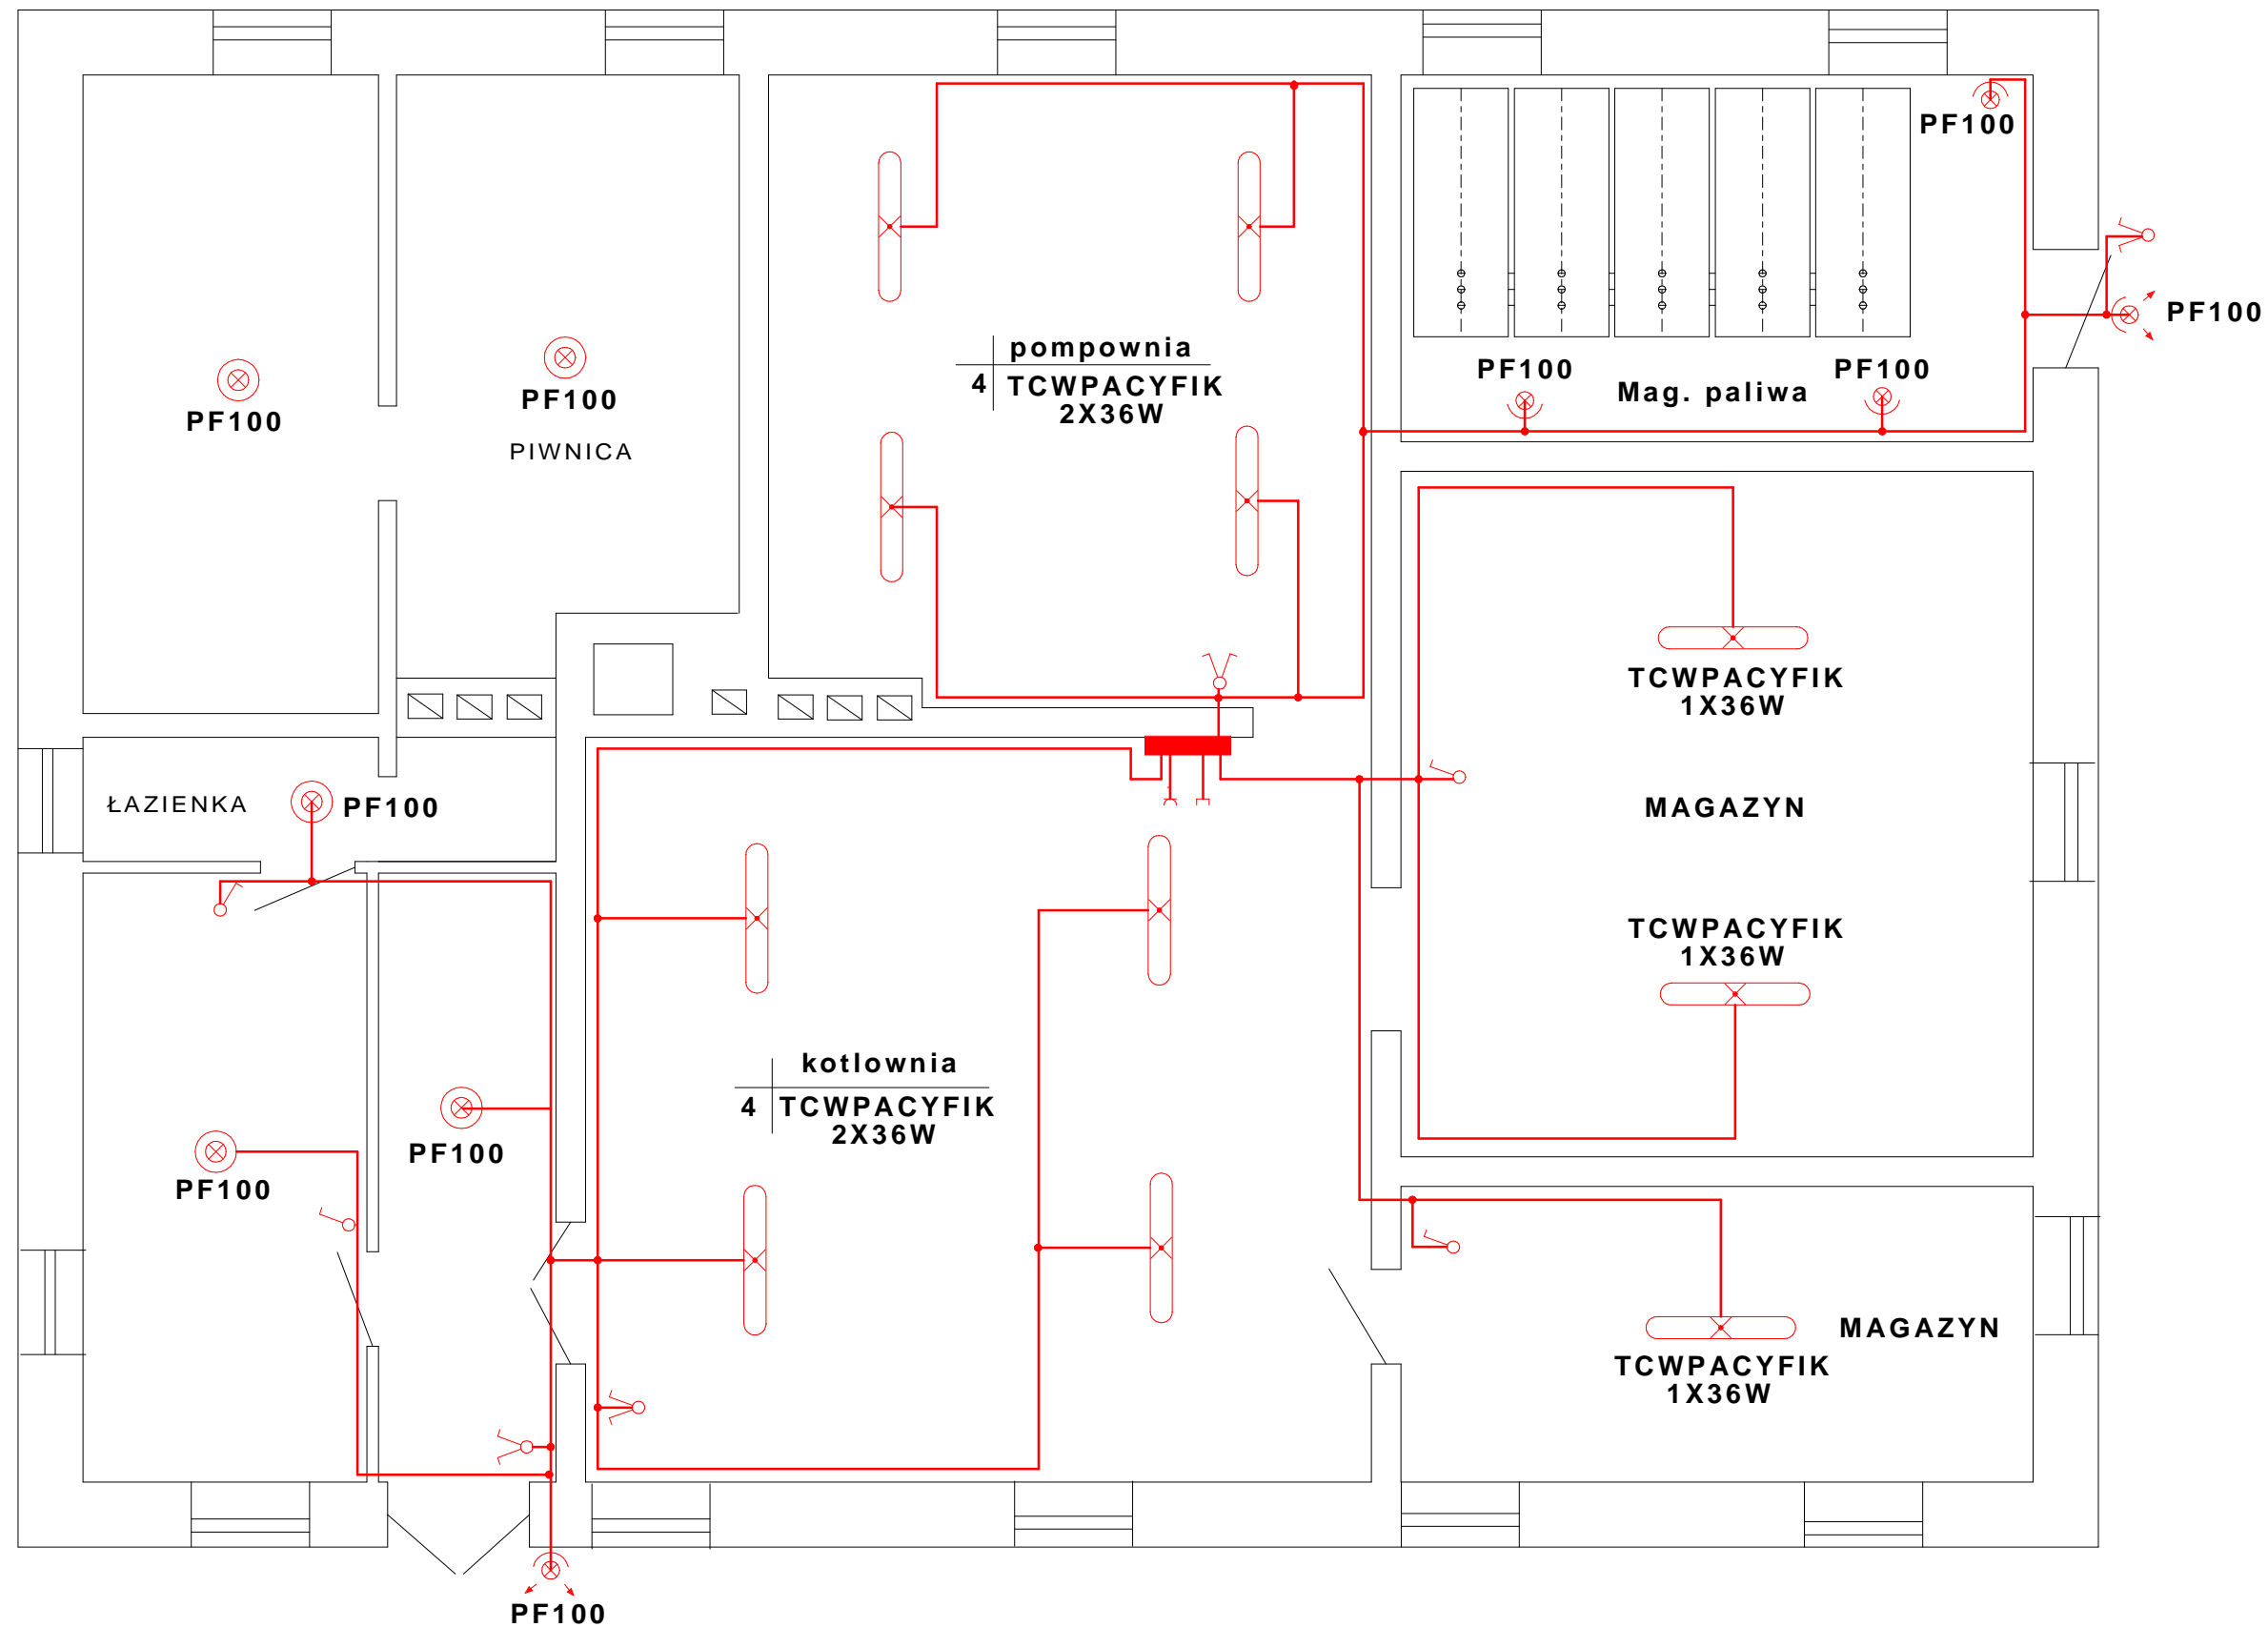 PF100
PF100
pompownia
PF100
PF100
PF100
Mag. paliwa
4 TCWPACYFIK
2X36W
PF100
PF100
PIWNICA
TCWPACYFIK
1X36W
ŁAZIENKA
PF100
MAGAZYN
TCWPACYFIK
1X36W
kotlownia
4 TCWPACYFIK
2X36W
PF100
PF100
MAGAZYN
TCWPACYFIK
1X36W
PF100